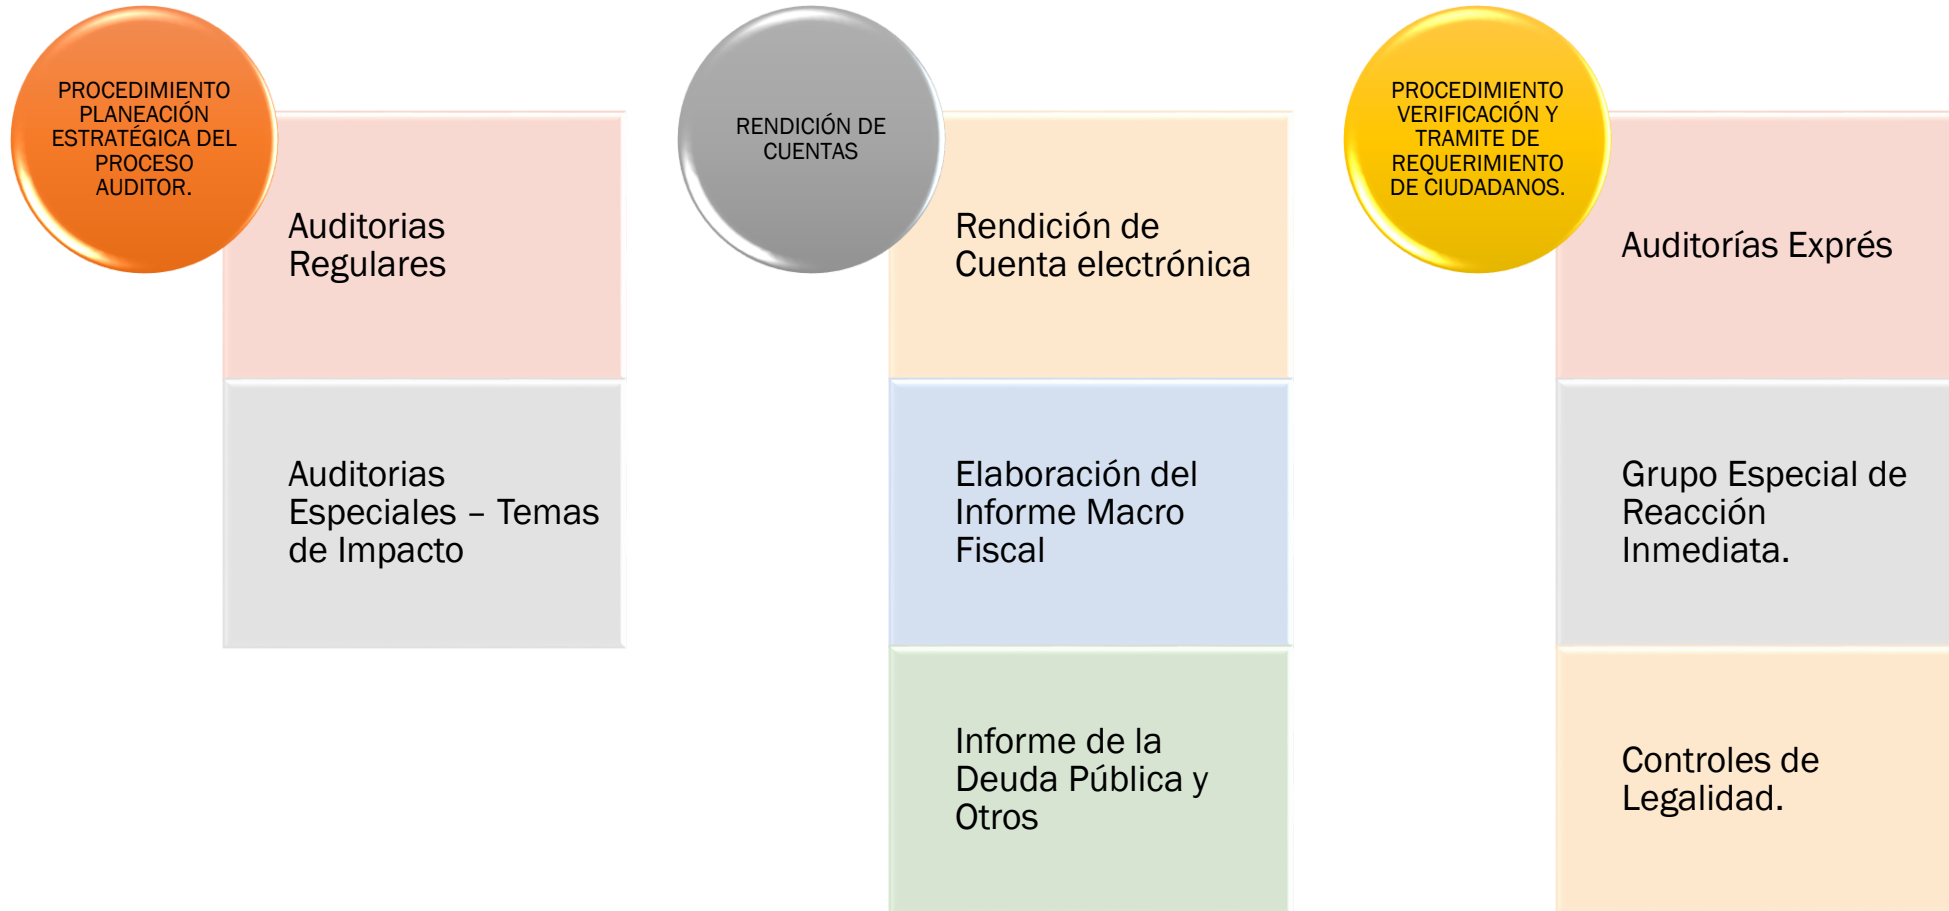 PROCEDIMIENTO
PLANEACIÓN
ESTRATÉGICA DEL
PROCESO
AUDITOR.
Auditorias
Regulares
Auditorias
Especiales – Temas
de Impacto
RENDICIÓN DE
CUENTAS
Rendición de
Cuenta electrónica
Elaboración del
Informe Macro
Fiscal
Informe de la
Deuda Pública y
Otros
PROCEDIMIENTO
VERIFICACIÓN Y
TRAMITE DE
REQUERIMIENTO
DE CIUDADANOS.
Auditorías Exprés
Grupo Especial de
Reacción
Inmediata.
Controles de
Legalidad.